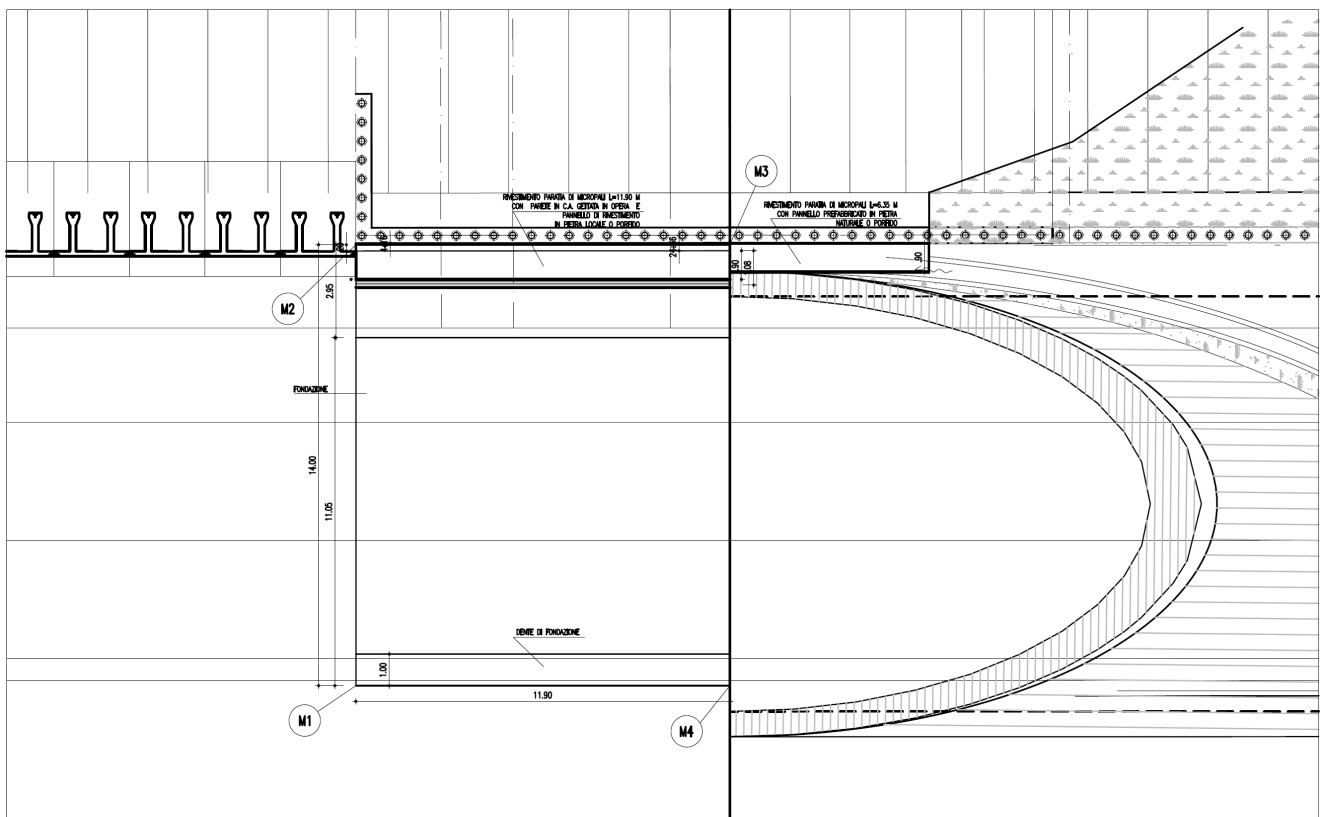 M3
RIVESTIMENTO PARATIA DI MICROPALI L=11.90 M
CON PARETE IN C.A. GETTATA IN OPERA E
PANNELLO DI RIVESTIMENTO
IN PIETRA LOCALE O PORFIDO
RIVESTIMENTO PARATIA DI MICROPALI L=6.35 M
CON PANNELLO PREFABBRICATO IN PIETRA
NATURALE O PORFIDO
.90
M2
2.95
FONDAZIONE
14.00
11.05
DENTE DI FONDAZIONE
1.00
11.90
M1
M4